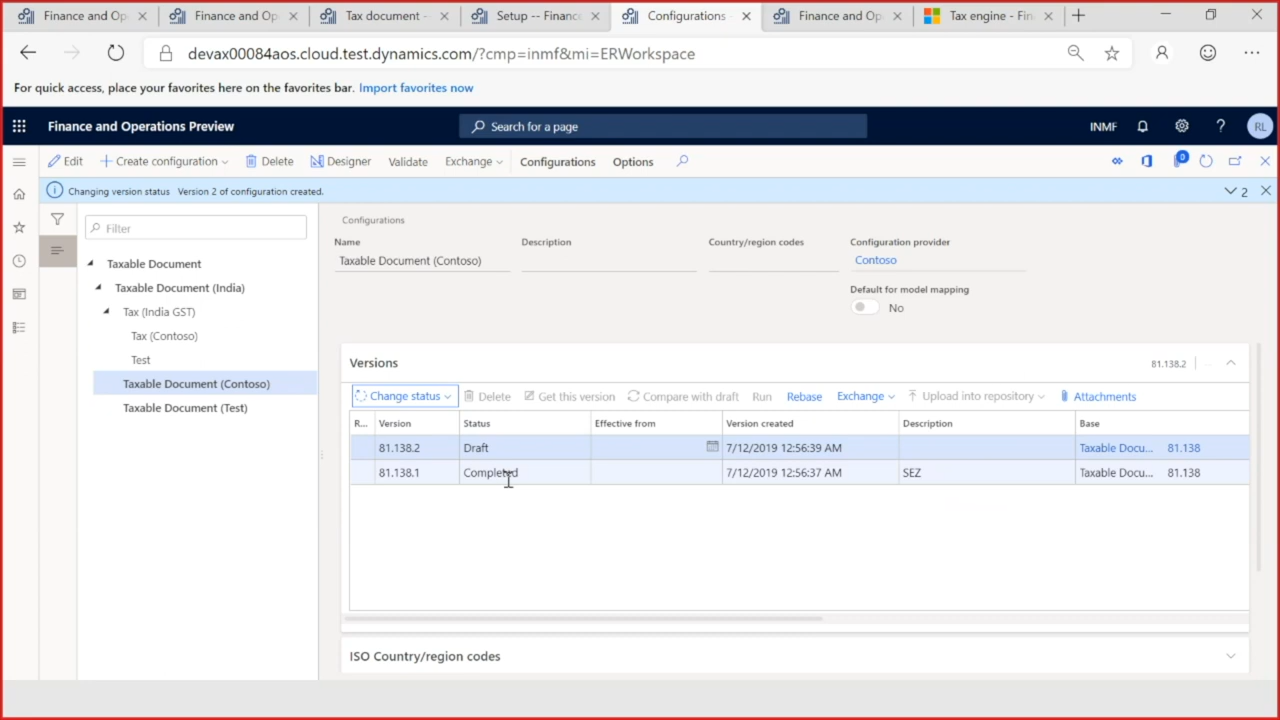 Finance and Op
Finance and Op
Tax document -
Setup -- Financ
Configurations -
Finance and Op
Tax engine - Fin
devax00084aos.cloud.test.dynamics.com/?cmp=inmf&mi=ERWorkspace
For quick access, place your favorites here on the favorites bar. Import favorites now
Finance and Operations Preview
Search for a page
INMF
?
RL
Edit
Create configuration
Delete
Designer
Validate
Exchange
Configurations
Options
0
Changing version status Version 2 of configuration created.
2
Filter
Taxable Document
Taxable Document (India)
Tax (India GST)
Tax (Contoso)
Test
Taxable Document (Contoso)
Taxable Document (Test)
Configurations
Name Description Country/region codes Configuration provider
Taxable Document (Contoso) Contoso
Default for model mapping
No
Versions 81.138.2
Change status Delete Get this version Compare with draft Run Rebase Exchange Upload into repository Attachments
R... Version Status Effective from Version created Description Base
81.138.2 Draft 7/12/2019 12:56:39 AM Taxable Docu... 81.138
81.138.1 Completed 7/12/2019 12:56:37 AM SEZ Taxable Docu... 81.138
ISO Country/region codes